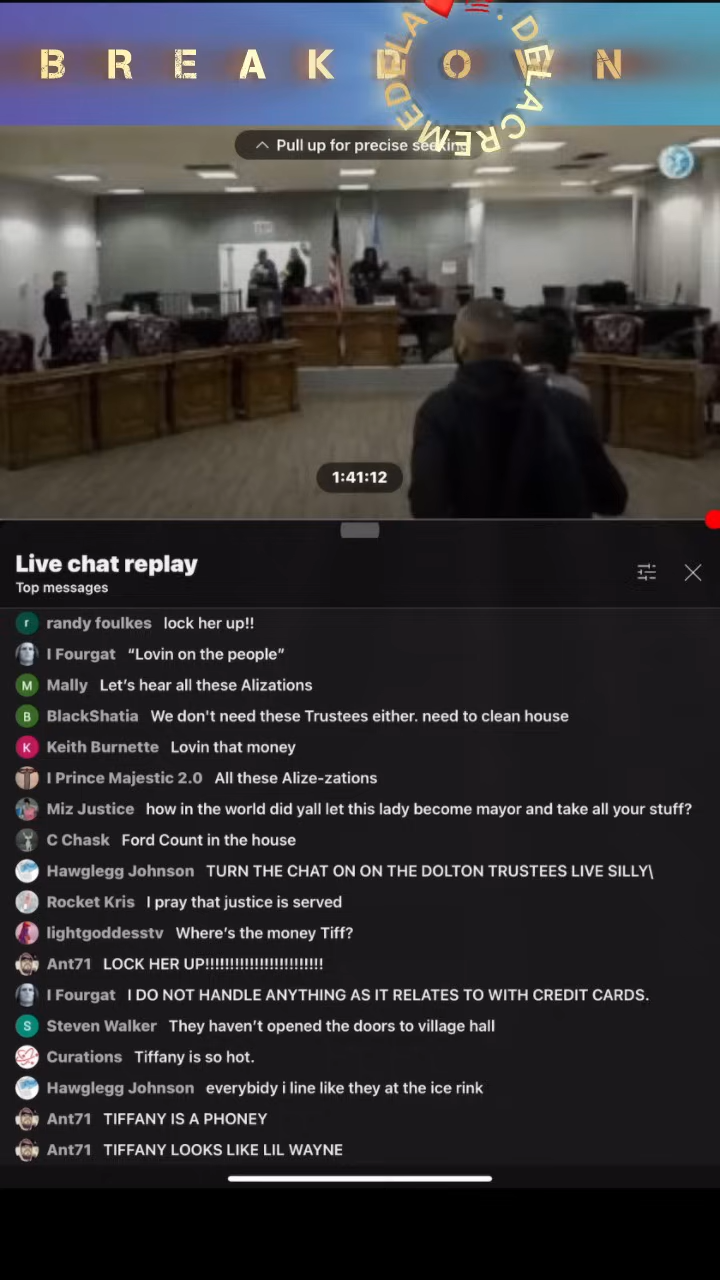 BREAKDOWN
DELACREMEDELA
Pull up for precise seeking
1:41:12
Live chat replay
Top messages
r randy foulkes lock her up!!
I Fourgat “Lovin on the people”
M Mally Let’s hear all these Alizations
B BlackShatia We don't need these Trustees either. need to clean house
K Keith Burnette Lovin that money
I Prince Majestic 2.0 All these Alize-zations
Miz Justice how in the world did yall let this lady become mayor and take all your stuff?
C Chask Ford Count in the house
Hawglegg Johnson TURN THE CHAT ON ON THE DOLTON TRUSTEES LIVE SILLY\
Rocket Kris I pray that justice is served
lightgoddesstv Where’s the money Tiff?
Ant71 LOCK HER UP!!!!!!!!!!!!!!!!!!!!!!!!
I Fourgat I DO NOT HANDLE ANYTHING AS IT RELATES TO WITH CREDIT CARDS.
S Steven Walker They haven’t opened the doors to village hall
Curations Tiffany is so hot.
Hawglegg Johnson everybidy i line like they at the ice rink
Ant71 TIFFANY IS A PHONEY
Ant71 TIFFANY LOOKS LIKE LIL WAYNE